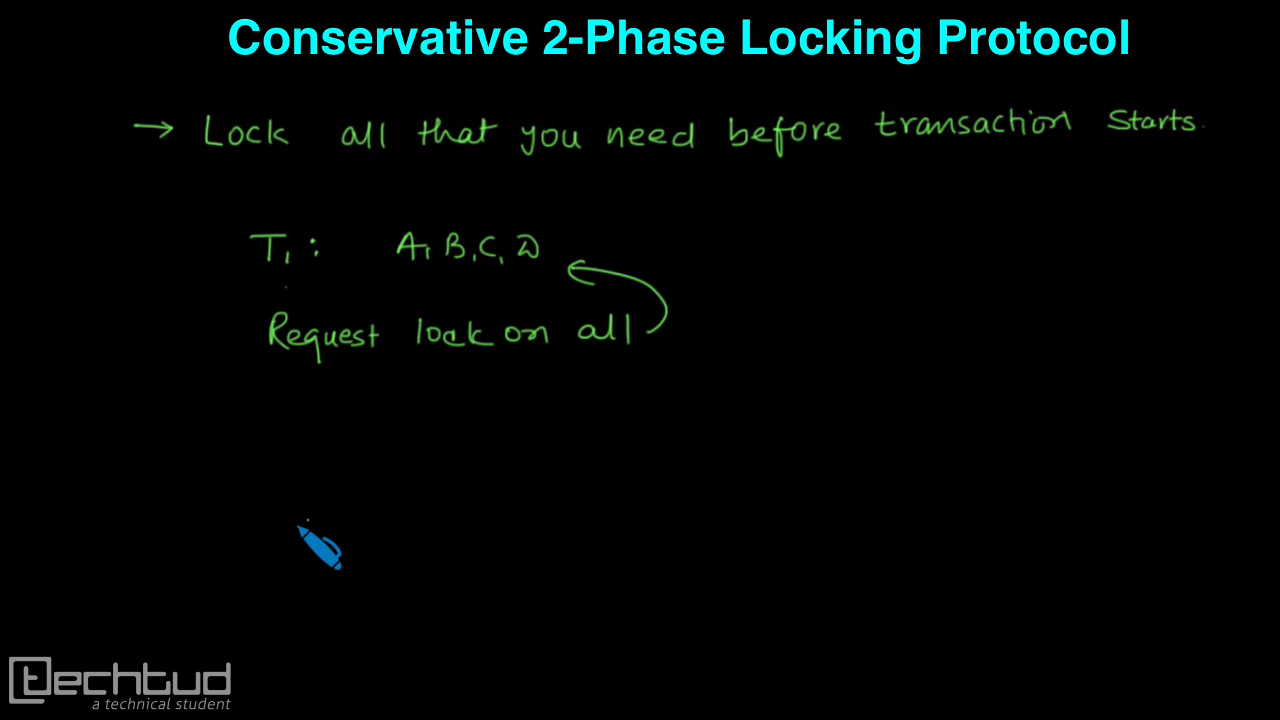 Conservative 2-Phase Locking Protocol
→ Lock all that you need before transaction starts.
T₁ : A, B, C, D
Request lock on all
techtud
a technical student